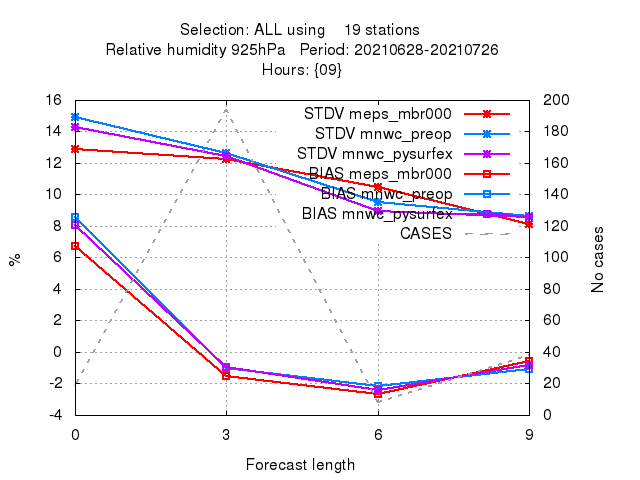 Selection: ALL using 19 stations
Relative humidity 925hPa Period: 20210628-20210726
Hours: {09}
16 200
STDV meps_mbr000
14 180
STDV mnwc_preop
STDV mnwc_pysurfex
12 160
BIAS meps_mbr000
10 140
BIAS mnwc_preop
BIAS mnwc_pysurfex
8 120
CASES
6 100
% No cases
4 80
2 60
0 40
-2 20
-4 0
0 3 6 9
Forecast length